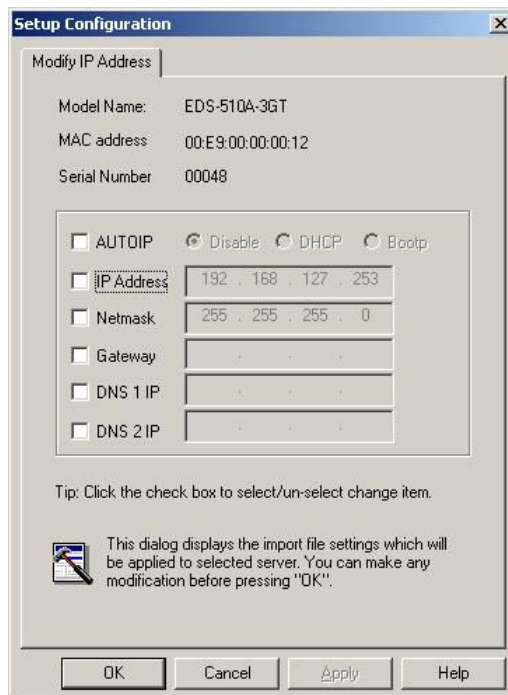 Setup Configuration
Modify IP Address
Model Name: EDS-510A-3GT
MAC address 00:E9:00:00:00:12
Serial Number 00048
AUTOIP Disable DHCP Bootp
IP Address 192 . 168 . 127 . 253
Netmask 255 . 255 . 255 . 0
Gateway . . .
DNS 1 IP . . .
DNS 2 IP . . .
Tip: Click the check box to select/un-select change item.
This dialog displays the import file settings which will
be applied to selected server. You can make any
modification before pressing "OK".
OK Cancel Apply Help